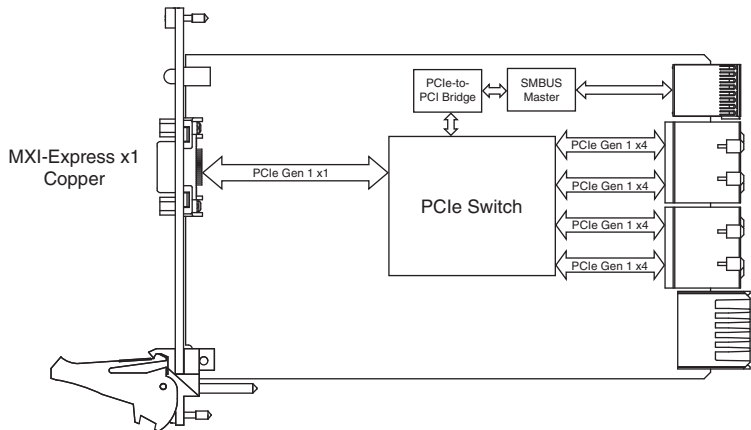 PCIe-to-
PCI Bridge
SMBUS
Master
MXI-Express x1
Copper
PCIe Gen 1 x1
PCIe Switch
PCIe Gen 1 x4
PCIe Gen 1 x4
PCIe Gen 1 x4
PCIe Gen 1 x4